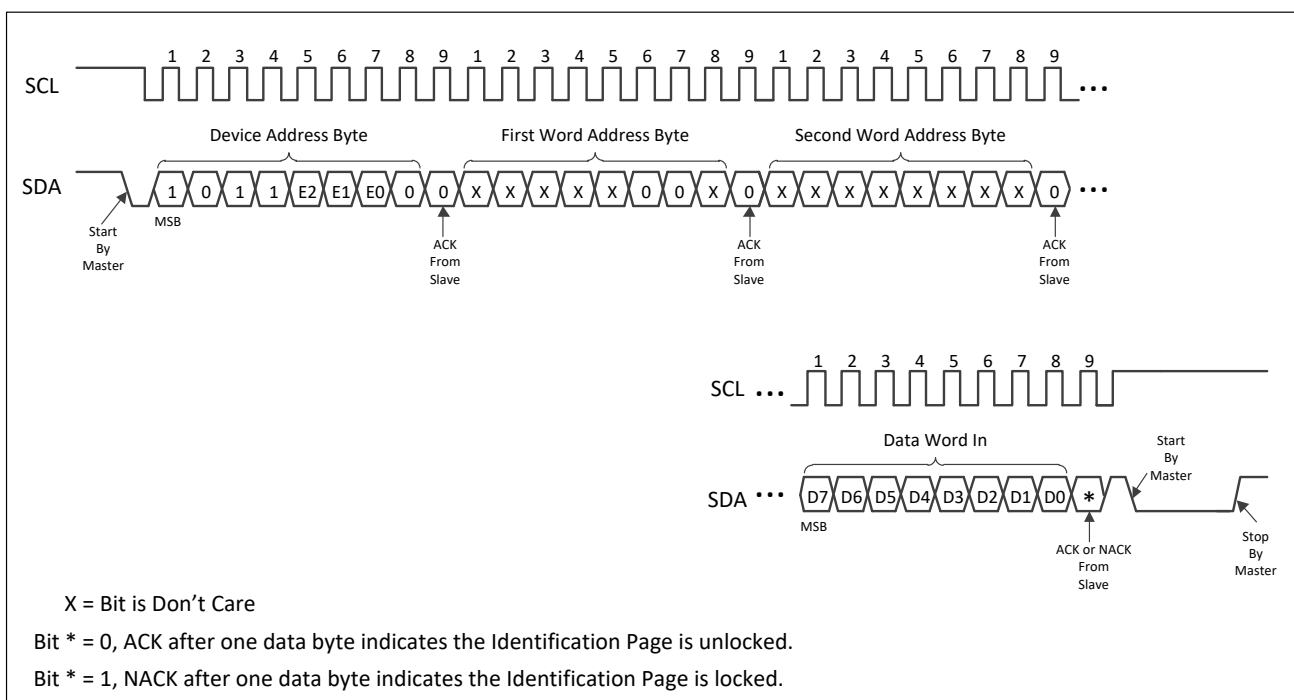 1 2 3 4 5 6 7 8 9 1 2 3 4 5 6 7 8 9 1 2 3 4 5 6 7 8 9
SCL ...
Device Address Byte First Word Address Byte Second Word Address Byte
SDA 1 0 1 1 E2 E1 E0 0 0 X X X X X 0 0 X 0 X X X X X X X X 0 ...
MSB
Start
By
Master
ACK
From
Slave
ACK
From
Slave
ACK
From
Slave
1 2 3 4 5 6 7 8 9
SCL ...
Data Word In
Start
By
Master
SDA ... D7 D6 D5 D4 D3 D2 D1 D0 *
MSB
ACK or NACK
From
Slave
Stop
By
Master
X = Bit is Don’t Care
Bit * = 0, ACK after one data byte indicates the Identification Page is unlocked.
Bit * = 1, NACK after one data byte indicates the Identification Page is locked.